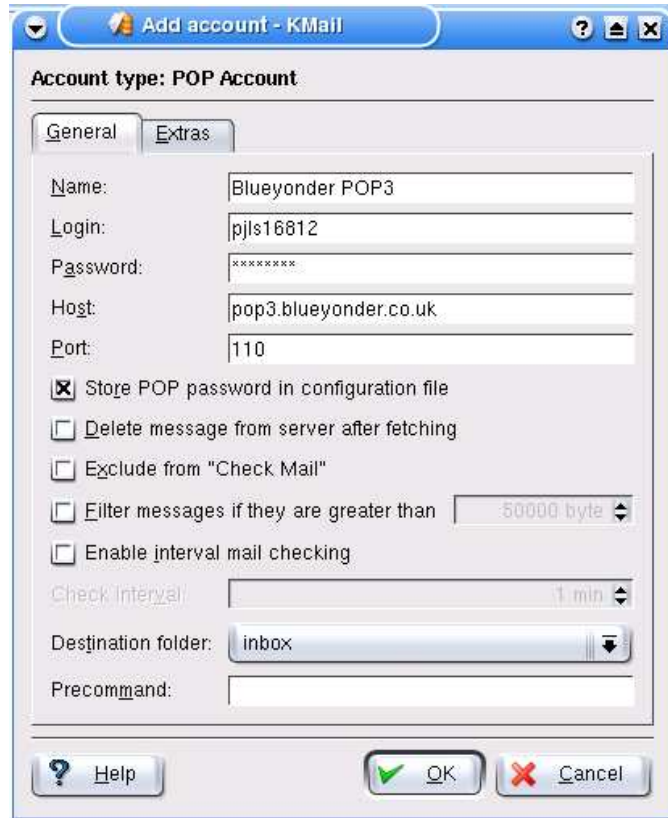 Add account - KMail
Account type: POP Account
General Extras
Name: Blueyonder POP3
Login: pjls16812
Password: ********
Host: pop3.blueyonder.co.uk
Port: 110
Store POP password in configuration file
Delete message from server after fetching
Exclude from "Check Mail"
Filter messages if they are greater than 50000 byte
Enable interval mail checking
Check interval: 1 min
Destination folder: inbox
Precommand:
? Help OK Cancel